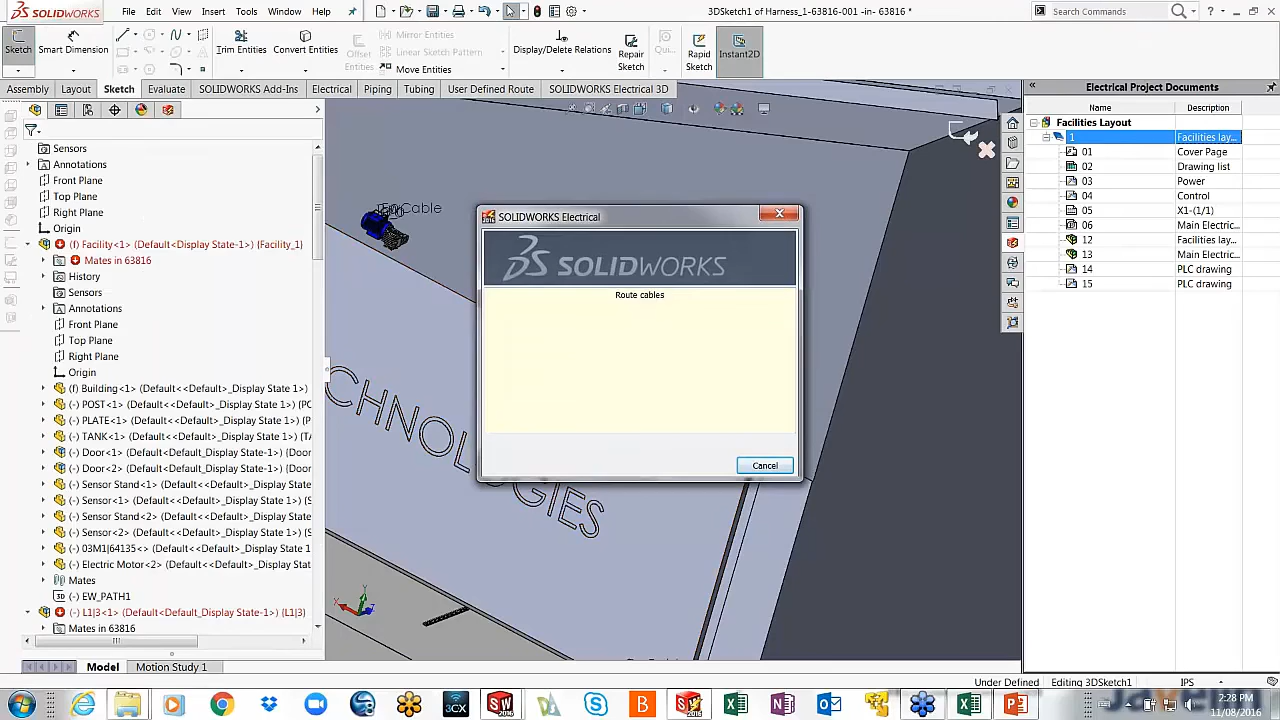 SOLIDWORKS
File Edit View Insert Tools Window Help
3DSketch1 of Harness_1-63816-001 -in- 63816 *
Search Commands
Sketch
Smart Dimension
Trim Entities
Convert Entities
Offset Entities
Mirror Entities
Linear Sketch Pattern
Move Entities
Display/Delete Relations
Repair Sketch
Qui...
Rapid Sketch
Instant2D
Assembly Layout Sketch Evaluate SOLIDWORKS Add-Ins Electrical Piping Tubing User Defined Route SOLIDWORKS Electrical 3D
Sensors
Annotations
Front Plane
Top Plane
Right Plane
Origin
(f) Facility<1> (Default<Display State-1>) (Facility_1)
Mates in 63816
History
Sensors
Annotations
Front Plane
Top Plane
Right Plane
Origin
(f) Building<1> (Default<<Default>_Display State 1>)
(-) POST<1> (Default<<Default>_Display State 1>) (PC
(-) PLATE<1> (Default<<Default>_Display State 1>) (P
(-) TANK<1> (Default<<Default>_Display State 1>) (TA
(-) Door<1> (Default<<Default>_Display State-1>) (Door
(-) Door<2> (Default<<Default>_Display State-1>) (Door
(-) Sensor Stand<1> (Default<<Default>_Display State
(-) Sensor<1> (Default<<Default>_Display State 1>) (S
(-) Sensor Stand<2> (Default<<Default>_Display State
(-) Sensor<2> (Default<<Default>_Display State 1>) (S
(-) 03M1|64135<> (Default<<Default>_Display State 1
(-) Electric Motor<2> (Default<<Default>_Display State
Mates
(-) EW_PATH1
(-) L1|3<1> (Default<Default_Display State-1>) (L1|3)
Mates in 63816
Cable
CHNOLOGIES
SOLIDWORKS Electrical
SOLIDWORKS
Route cables
Cancel
Electrical Project Documents
Name Description
Facilities Layout
1 Facilities lay...
01 Cover Page
02 Drawing list
03 Power
04 Control
05 X1-(1/1)
06 Main Electric...
12 Facilities lay...
13 Main Electric...
14 PLC drawing
15 PLC drawing
Model Motion Study 1
Under Defined Editing 3DSketch1 IPS
2:28 PM
11/08/2016